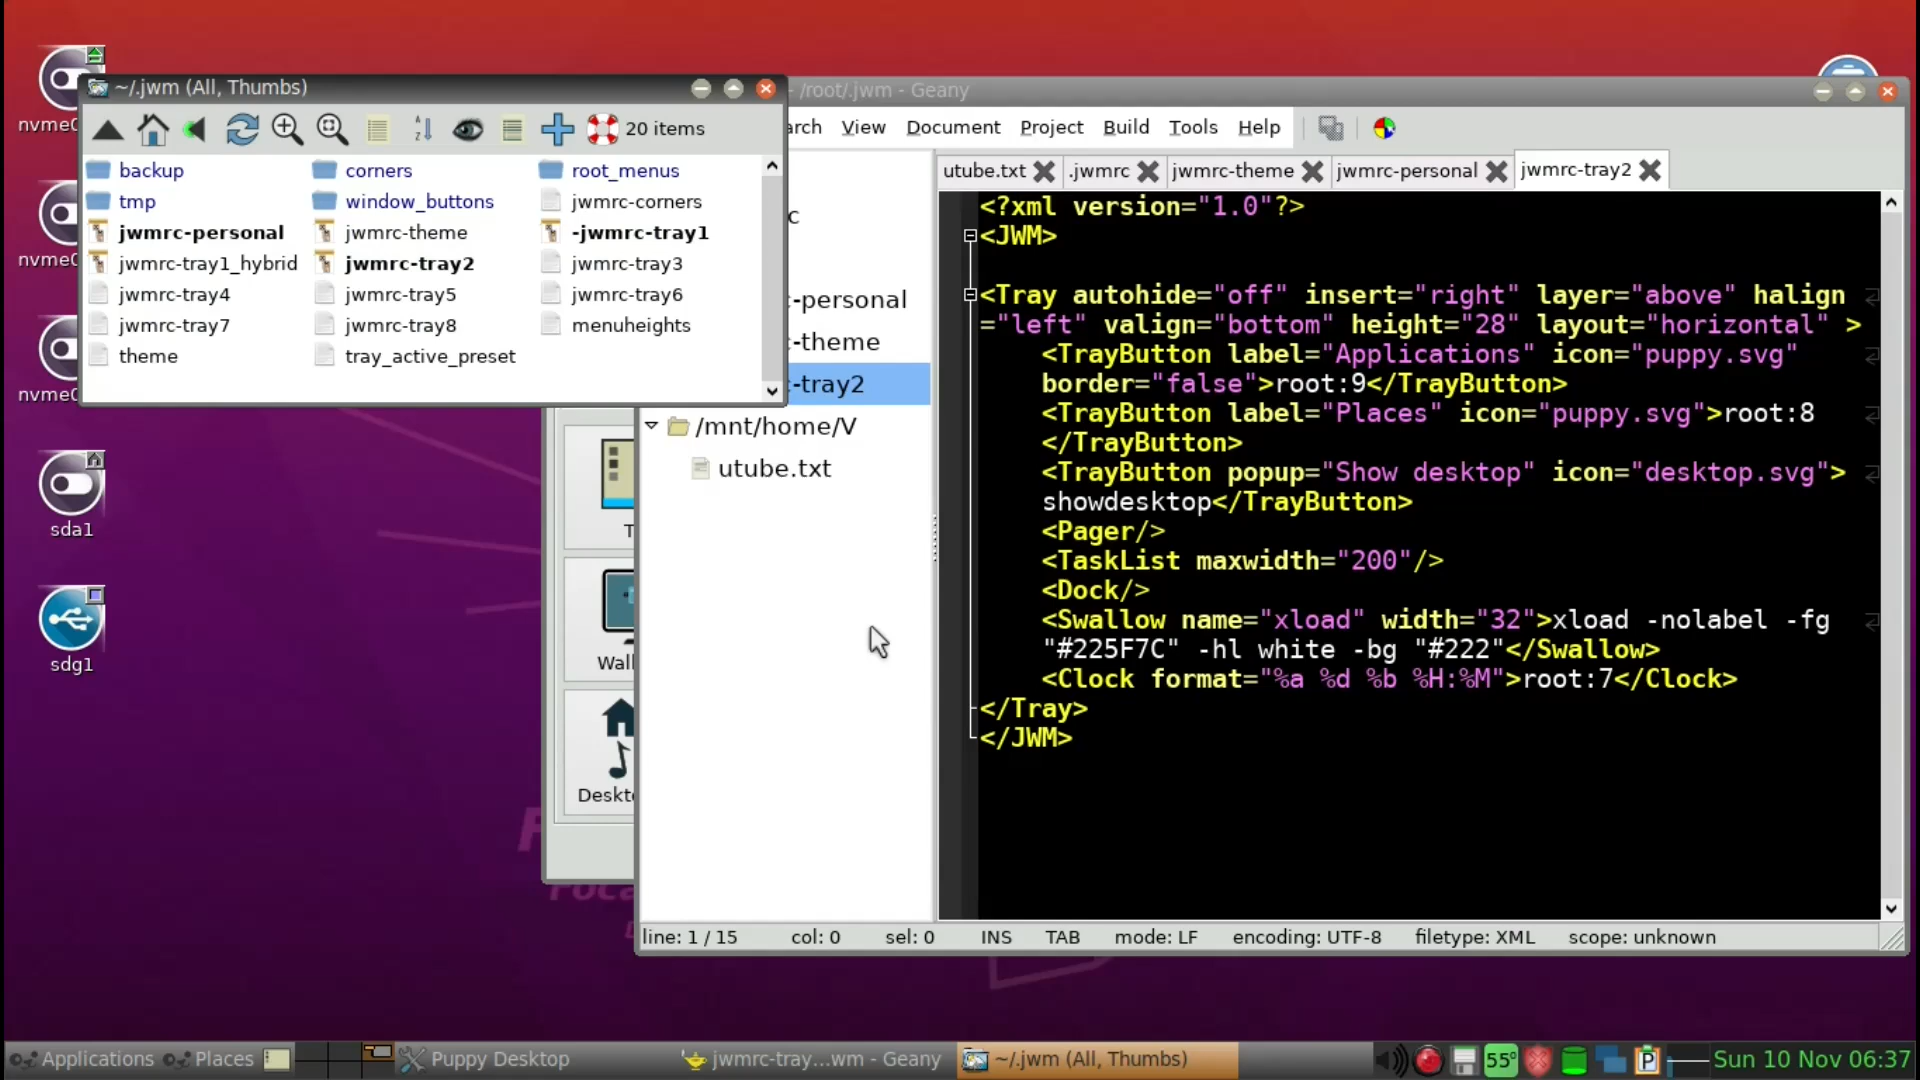 nvme0
nvme0
nvme0
sda1
sdg1
~/.jwm (All, Thumbs)
20 items
backup corners root_menus
tmp window_buttons jwmrc-corners
jwmrc-personal jwmrc-theme -jwmrc-tray1
jwmrc-tray1_hybrid jwmrc-tray2 jwmrc-tray3
jwmrc-tray4 jwmrc-tray5 jwmrc-tray6
jwmrc-tray7 jwmrc-tray8 menuheights
theme tray_active_preset
- /root/.jwm - Geany
arch View Document Project Build Tools Help
utube.txt .jwmrc jwmrc-theme jwmrc-personal jwmrc-tray2
c
-personal
-theme
-tray2
/mnt/home/V
utube.txt
<?xml version="1.0"?>
<JWM>
<Tray autohide="off" insert="right" layer="above" halign
="left" valign="bottom" height="28" layout="horizontal" >
<TrayButton label="Applications" icon="puppy.svg"
border="false">root:9</TrayButton>
<TrayButton label="Places" icon="puppy.svg">root:8
</TrayButton>
<TrayButton popup="Show desktop" icon="desktop.svg">
showdesktop</TrayButton>
<Pager/>
<TaskList maxwidth="200"/>
<Dock/>
<Swallow name="xload" width="32">xload -nolabel -fg
"#225F7C" -hl white -bg "#222"</Swallow>
<Clock format="%a %d %b %H:%M">root:7</Clock>
</Tray>
</JWM>
T
Wall
Deskto
F
Foca
line: 1 / 15 col: 0 sel: 0 INS TAB mode: LF encoding: UTF-8 filetype: XML scope: unknown
Applications Places Puppy Desktop jwmrc-tray...wm - Geany ~/.jwm (All, Thumbs) 55° P Sun 10 Nov 06:37